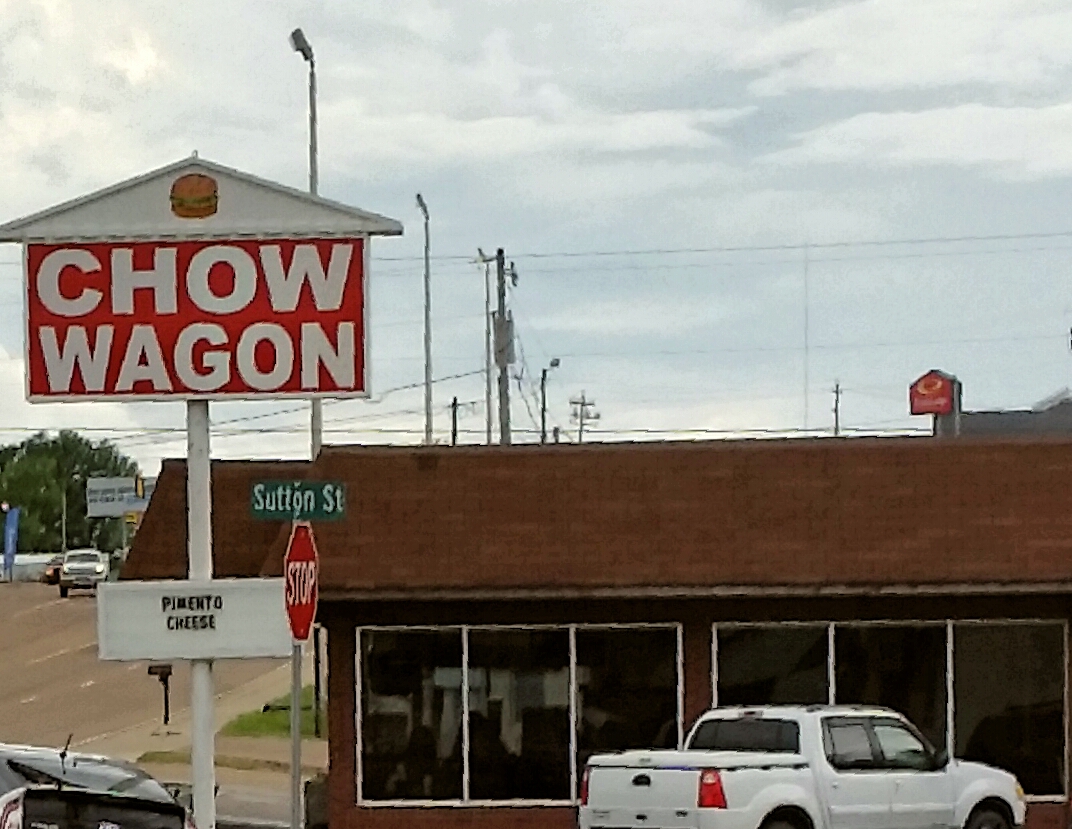 CHOW
WAGON
Sutton St
STOP
PIMENTO
CHEESE